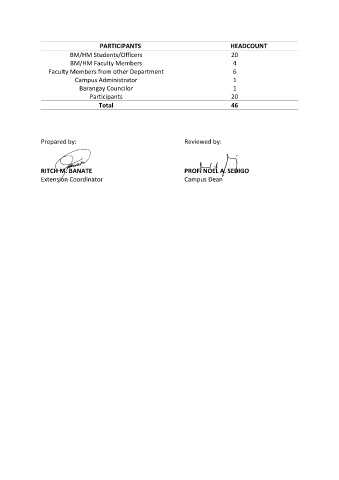 PARTICIPANTS HEADCOUNT
BM/HM Students/Officers 20
BM/HM Faculty Members 4
Faculty Members from other Department 6
Campus Administrator 1
Barangay Councilor 1
Participants 20
Total 46
Prepared by: Reviewed by:
RITCH M. BANATE PROF. NOEL A. SEDIGO
Extension Coordinator Campus Dean